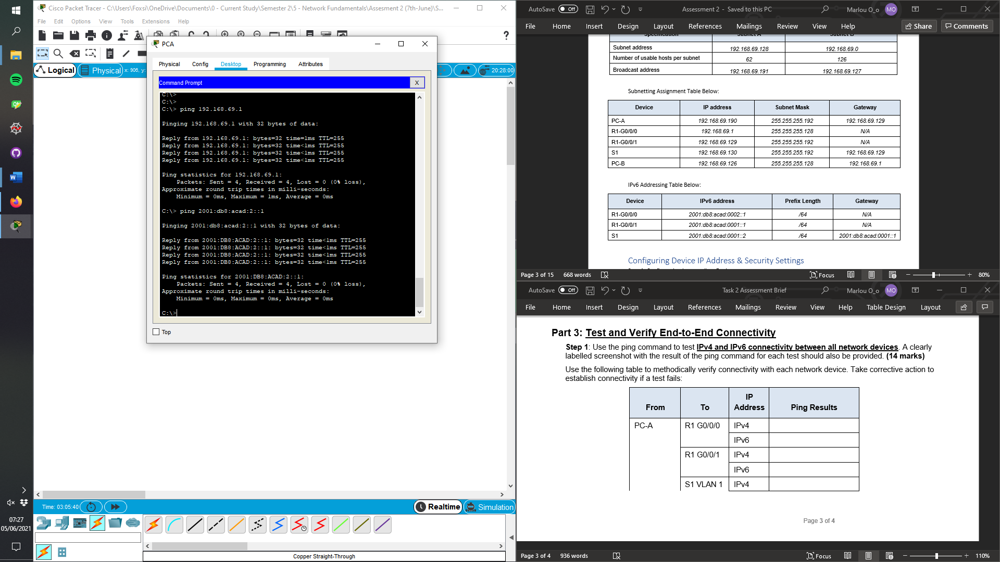 Cisco Packet Tracer - C:\Users\Foxsi\OneDrive\Documents\0 - Current Study\Semester 2\5 - Network Fundamentals\Assesment 2 (7th-June)\S...
File Edit Options View Tools Extensions Help
Logical Physical x: 906, y: 20:28:00
PCA
Physical Config Desktop Programming Attributes
Command Prompt X
C:\>
C:\>
C:\> ping 192.168.69.1
Pinging 192.168.69.1 with 32 bytes of data:
Reply from 192.168.69.1: bytes=32 time=1ms TTL=255
Reply from 192.168.69.1: bytes=32 time<1ms TTL=255
Reply from 192.168.69.1: bytes=32 time<1ms TTL=255
Reply from 192.168.69.1: bytes=32 time<1ms TTL=255
Ping statistics for 192.168.69.1:
Packets: Sent = 4, Received = 4, Lost = 0 (0% loss),
Approximate round trip times in milli-seconds:
Minimum = 0ms, Maximum = 1ms, Average = 0ms
C:\> ping 2001:db8:acad:2::1
Pinging 2001:db8:acad:2::1 with 32 bytes of data:
Reply from 2001:DB8:ACAD:2::1: bytes=32 time<1ms TTL=255
Reply from 2001:DB8:ACAD:2::1: bytes=32 time<1ms TTL=255
Reply from 2001:DB8:ACAD:2::1: bytes=32 time<1ms TTL=255
Reply from 2001:DB8:ACAD:2::1: bytes=32 time<1ms TTL=255
Ping statistics for 2001:DB8:ACAD:2::1:
Packets: Sent = 4, Received = 4, Lost = 0 (0% loss),
Approximate round trip times in milli-seconds:
Minimum = 0ms, Maximum = 0ms, Average = 0ms
C:\>
Top
Time: 03:05:40 Realtime Simulation
Copper Straight-Through
07:27
05/06/2021
AutoSave Off Assessment 2 - Saved to this PC Marlou O_o MO
File Home Insert Design Layout References Mailings Review View Help Share Comments
Specification Subnet A Subnet B
Subnet address 192.168.69.128 192.168.69.0
Number of usable hosts per subnet 62 126
Broadcast address 192.168.69.191 192.168.69.127
Subnetting Assignment Table Below:
Device IP address Subnet Mask Gateway
PC-A 192.168.69.190 255.255.255.192 192.168.69.129
R1-G0/0/0 192.168.69.1 255.255.255.128 N/A
R1-G0/0/1 192.168.69.129 255.255.255.192 N/A
S1 192.168.69.130 255.255.255.192 192.168.69.129
PC-B 192.168.69.126 255.255.255.128 192.168.69.1
IPv6 Addressing Table Below:
Device IPv6 address Prefix Length Gateway
R1-G0/0/0 2001:db8:acad:0002::1 /64 N/A
R1-G0/0/1 2001:db8:acad:0001::1 /64 N/A
S1 2001:db8:acad:0001::2 /64 2001:db8:acad:0001::1
Configuring Device IP Address & Security Settings
Page 3 of 15 668 words Focus 80%
AutoSave Off Task 2 Assessment Brief Marlou O_o MO
File Home Insert Design Layout References Mailings Review View Help Table Design Layout
Part 3: Test and Verify End-to-End Connectivity
Step 1: Use the ping command to test IPv4 and IPv6 connectivity between all network devices. A clearly
labelled screenshot with the result of the ping command for each test should also be provided. (14 marks)
Use the following table to methodically verify connectivity with each network device. Take corrective action to
establish connectivity if a test fails:
From To IP Address Ping Results
PC-A R1 G0/0/0 IPv4
IPv6
R1 G0/0/1 IPv4
IPv6
S1 VLAN 1 IPv4
Page 3 of 4
Page 3 of 4 936 words Focus 110%